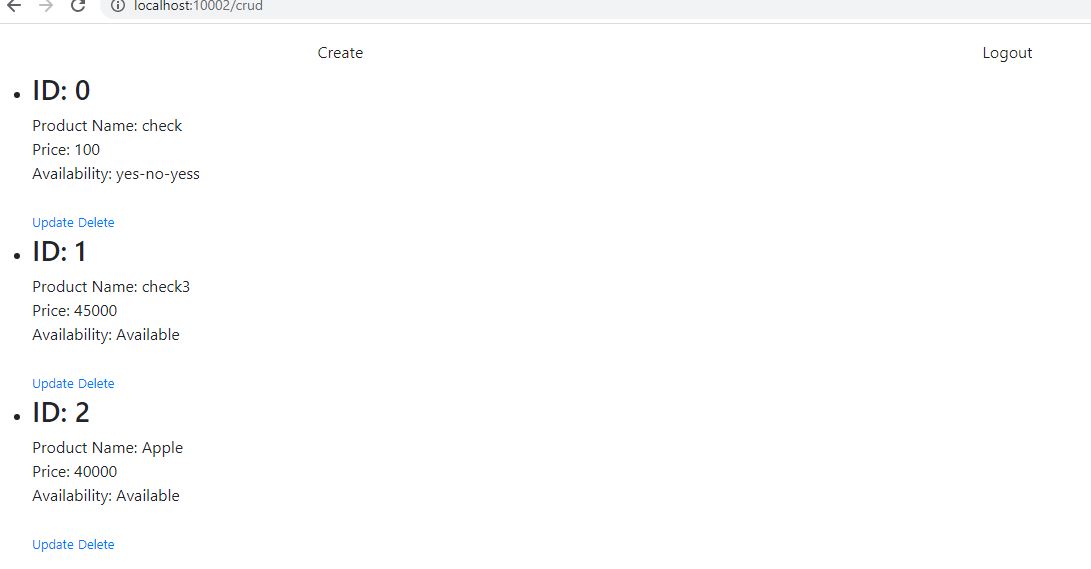 localhost:10002/crud
Create Logout
ID: 0
Product Name: check
Price: 100
Availability: yes-no-yess
Update Delete
ID: 1
Product Name: check3
Price: 45000
Availability: Available
Update Delete
ID: 2
Product Name: Apple
Price: 40000
Availability: Available
Update Delete